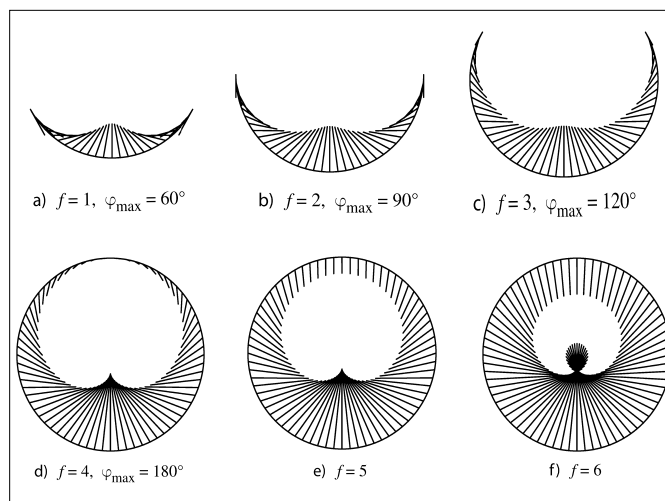 a) f = 1, φmax = 60°
b) f = 2, φmax = 90°
c) f = 3, φmax = 120°
d) f = 4, φmax = 180°
e) f = 5
f) f = 6